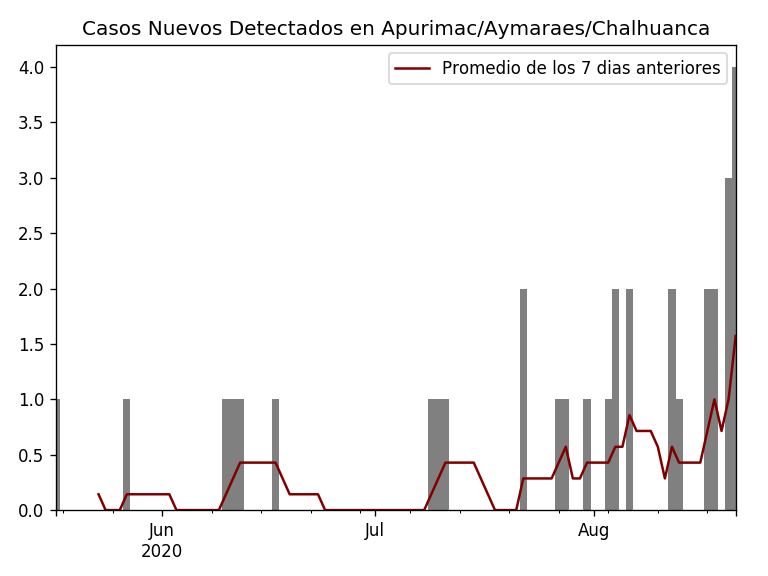 Casos Nuevos Detectados en Apurimac/Aymaraes/Chalhuanca
Promedio de los 7 dias anteriores
4.0
3.5
3.0
2.5
2.0
1.5
1.0
0.5
0.0
Jun
2020
Jul
Aug